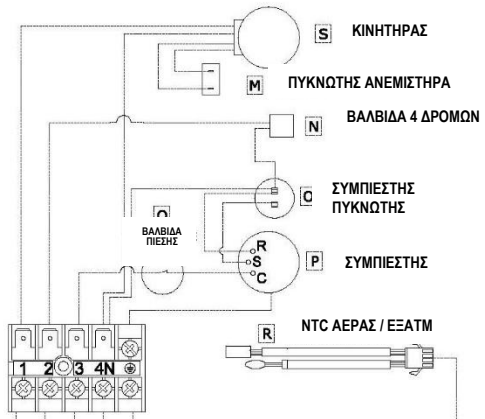 S ΚΙΝΗΤΗΡΑΣ
M ΠΥΚΝΩΤΗΣ ΑΝΕΜΙΣΤΗΡΑ
N ΒΑΛΒΙΔΑ 4 ΔΡΟΜΩΝ
O ΣΥΜΠΙΕΣΤΗΣ
ΠΥΚΝΩΤΗΣ
ΒΑΛΒΙΔΑ
ΠΙΕΣΗΣ
R
S
C
P ΣΥΜΠΙΕΣΤΗΣ
R NTC ΑΕΡΑΣ / ΕΞΑΤΜ
1 2 3 4N